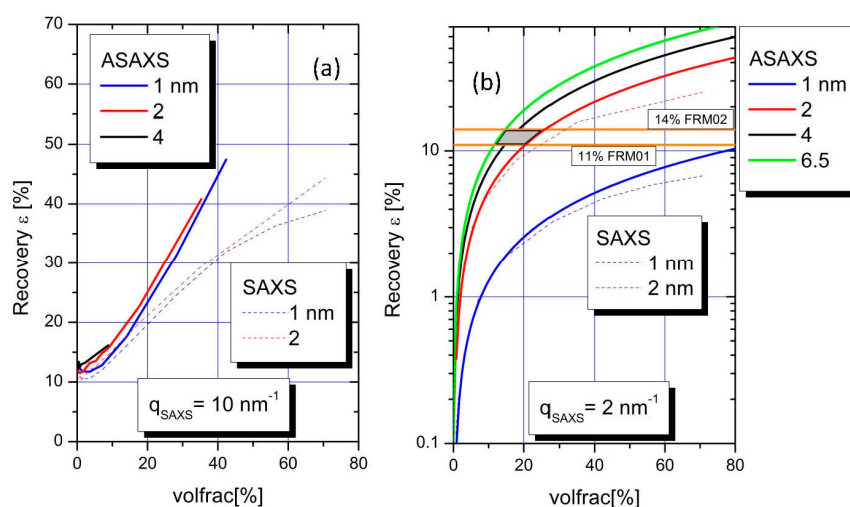 70
60
50
40
30
20
10
0
Recovery ε [%]
0 20 40 60 80
volfrac[%]
ASAXS
1 nm
2
4
(a)
SAXS
1 nm
2
qSAXS= 10 nm-1
10
1
0.1
Recovery ε [%]
0 20 40 60 80
volfrac[%]
(b)
14% FRM02
11% FRM01
SAXS
1 nm
2 nm
qSAXS= 2 nm-1
ASAXS
1 nm
2
4
6.5